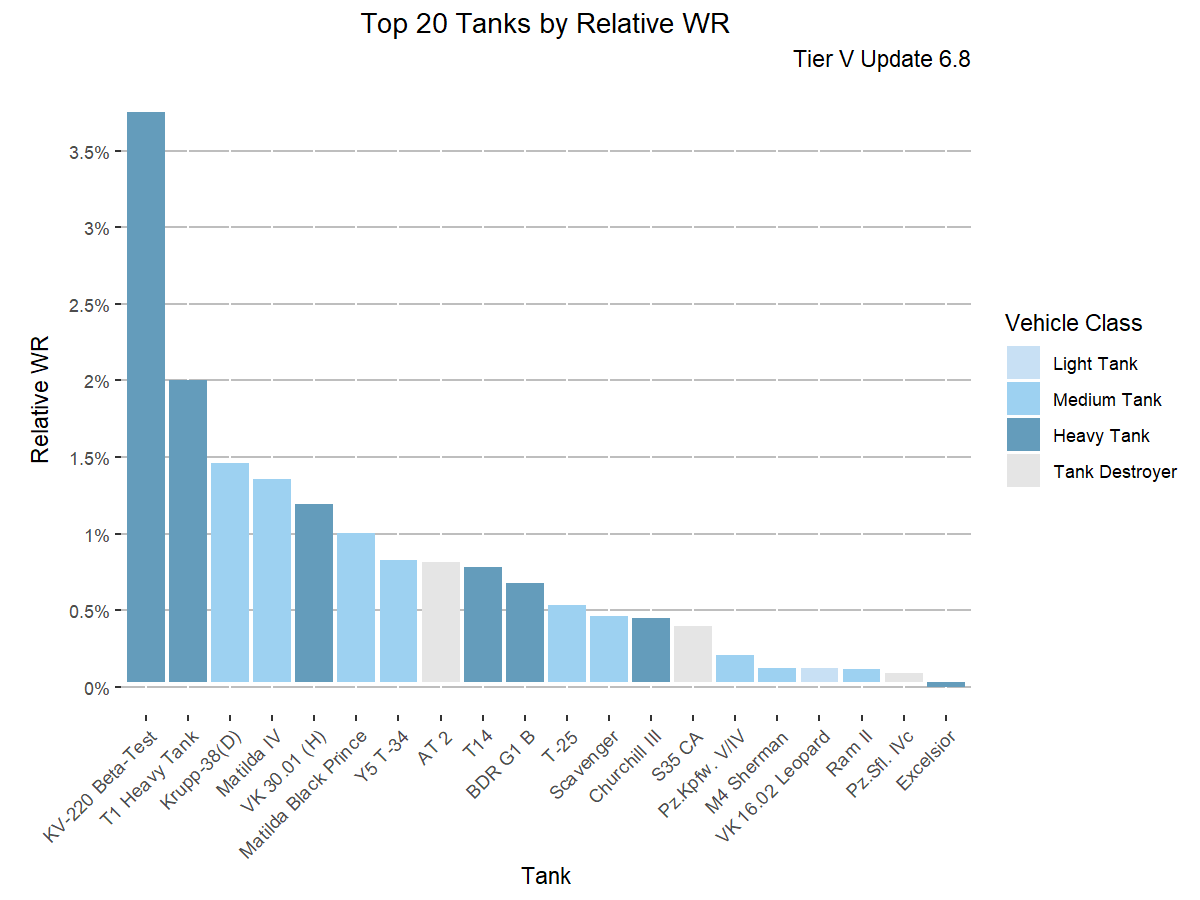 Top 20 Tanks by Relative WR
Tier V Update 6.8
Relative WR
3.5%
3%
2.5%
2%
1.5%
1%
0.5%
0%
KV-220 Beta-Test
T1 Heavy Tank
Krupp-38(D)
Matilda IV
VK 30.01 (H)
Matilda Black Prince
Y5 T-34
AT 2
T14
BDR G1 B
T-25
Scavenger
Churchill III
S35 CA
Pz.Kpfw. V/IV
M4 Sherman
VK 16.02 Leopard
Ram II
Pz.Sfl. IVc
Excelsior
Tank
Vehicle Class
Light Tank
Medium Tank
Heavy Tank
Tank Destroyer